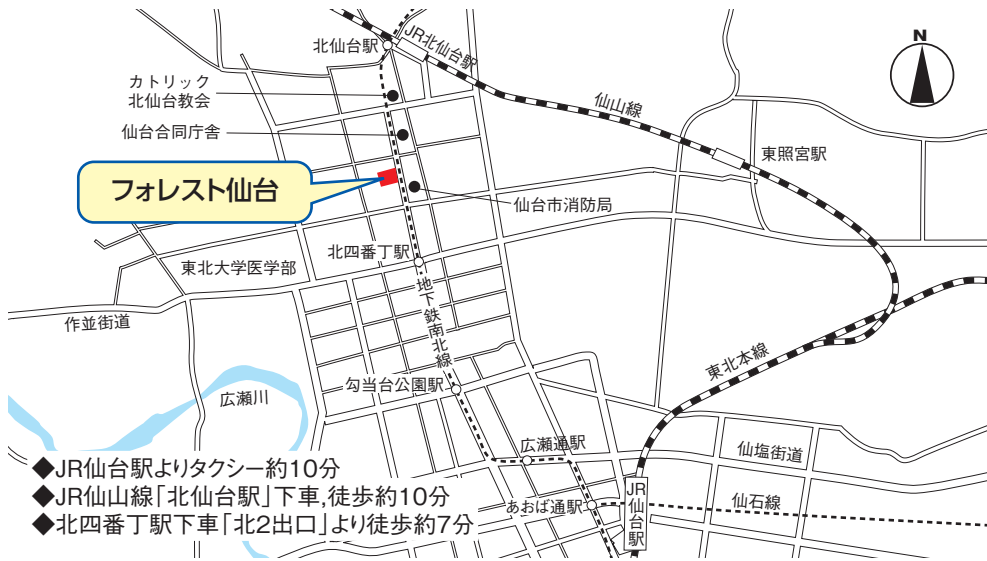 N
北仙台駅
JR北仙台駅
カトリック
北仙台教会
仙山線
仙台合同庁舎
東照宮駅
フォレスト仙台
仙台市消防局
北四番丁駅
東北大学医学部
地下鉄南北線
作並街道
東北本線
勾当台公園駅
広瀬川
広瀬通駅
仙塩街道
◆JR仙台駅よりタクシー約10分
◆JR仙山線「北仙台駅」下車,徒歩約10分
◆北四番丁駅下車「北2出口」より徒歩約7分
あおば通駅
JR仙台駅
仙石線